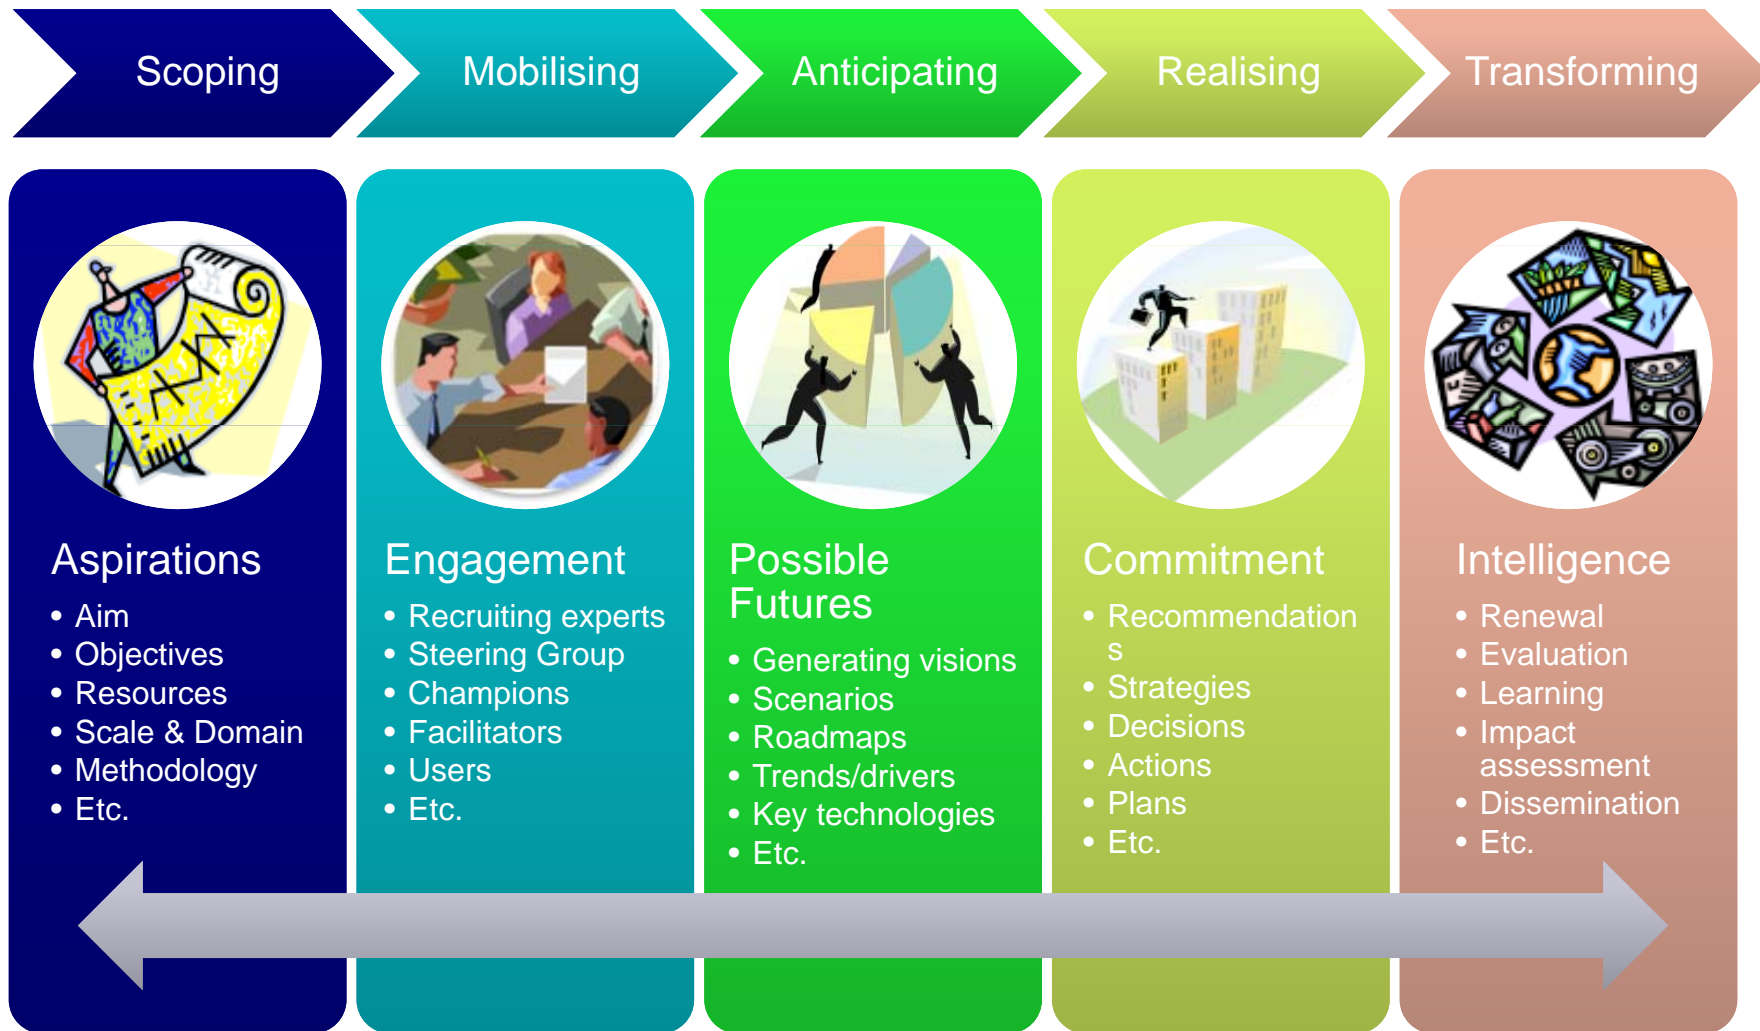 Scoping
Mobilising
Anticipating
Realising
Transforming
Aspirations
• Aim
• Objectives
• Resources
• Scale & Domain
• Methodology
• Etc.
Engagement
• Recruiting experts
• Steering Group
• Champions
• Facilitators
• Users
• Etc.
Possible
Futures
• Generating visions
• Scenarios
• Roadmaps
• Trends/drivers
• Key technologies
• Etc.
Commitment
• Recommendation
s
• Strategies
• Decisions
• Actions
• Plans
• Etc.
Intelligence
• Renewal
• Evaluation
• Learning
• Impact
assessment
• Dissemination
• Etc.